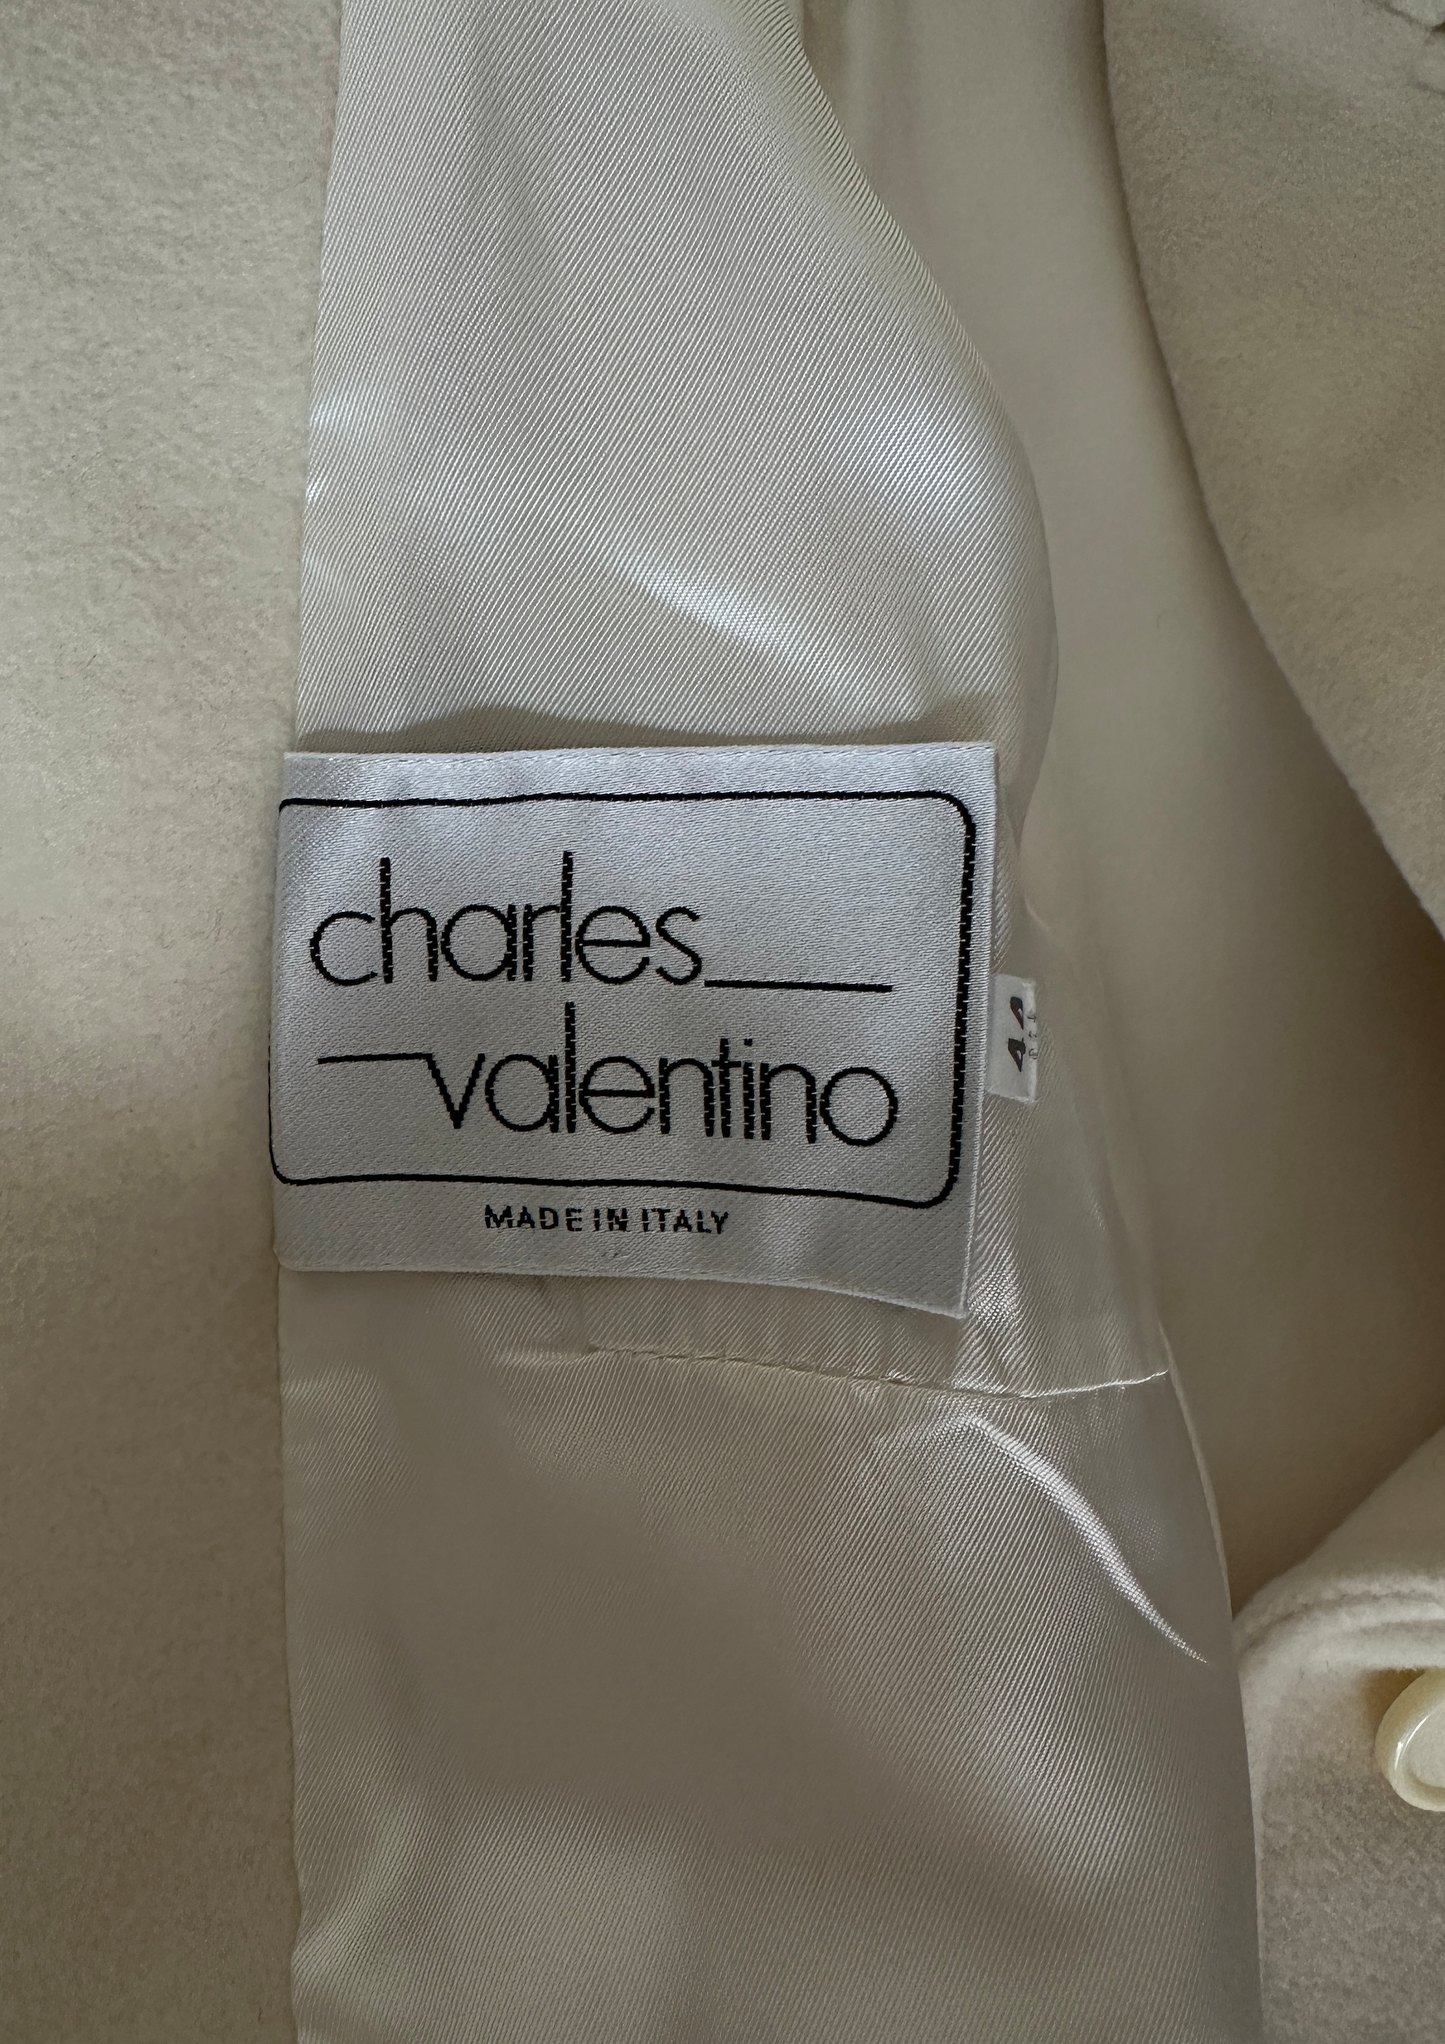 charles
valentino
MADE IN ITALY
44